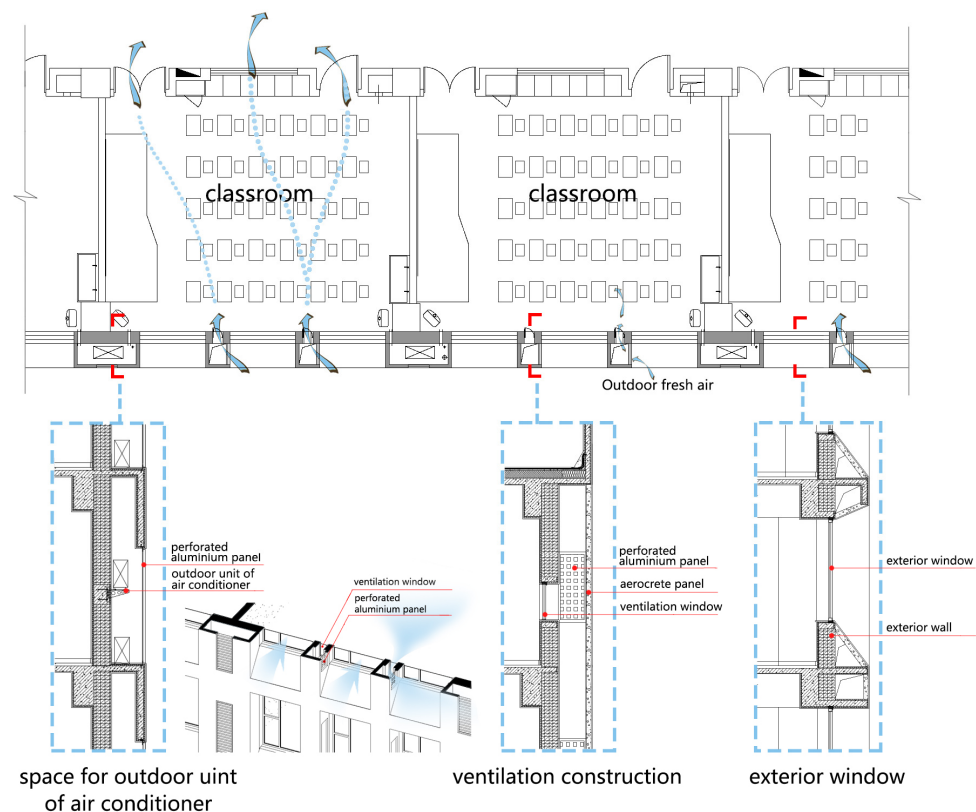 classroom
classroom
Outdoor fresh air
perforated
aluminium panel
outdoor unit of
air conditioner
ventilation window
perforated
aluminium panel
perforated
aluminium panel
aerocrete panel
ventilation window
exterior window
exterior wall
space for outdoor uint
of air conditioner
ventilation construction
exterior window